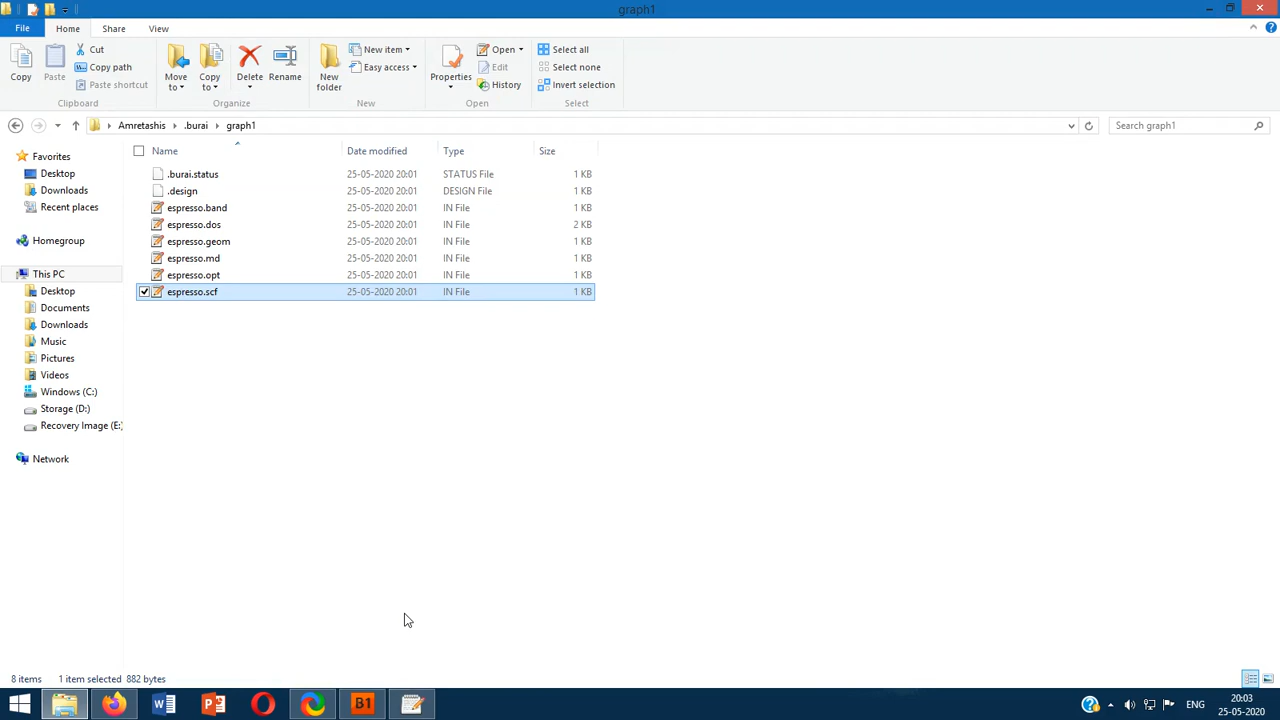 graph1
File Home Share View
Copy Paste Cut Copy path Paste shortcut Move to Copy to Delete Rename New folder New item Easy access Properties Open Edit History Select all Select none Invert selection
Clipboard Organize New Open Select
Amretashis .burai graph1 Search graph1
Name Date modified Type Size
Favorites
Desktop
Downloads
Recent places
Homegroup
This PC
Desktop
Documents
Downloads
Music
Pictures
Videos
Windows (C:)
Storage (D:)
Recovery Image (E:
Network
.burai.status 25-05-2020 20:01 STATUS File 1 KB
.design 25-05-2020 20:01 DESIGN File 1 KB
espresso.band 25-05-2020 20:01 IN File 1 KB
espresso.dos 25-05-2020 20:01 IN File 2 KB
espresso.geom 25-05-2020 20:01 IN File 1 KB
espresso.md 25-05-2020 20:01 IN File 1 KB
espresso.opt 25-05-2020 20:01 IN File 1 KB
espresso.scf 25-05-2020 20:01 IN File 1 KB
8 items 1 item selected 882 bytes
B1
ENG
20:03
25-05-2020